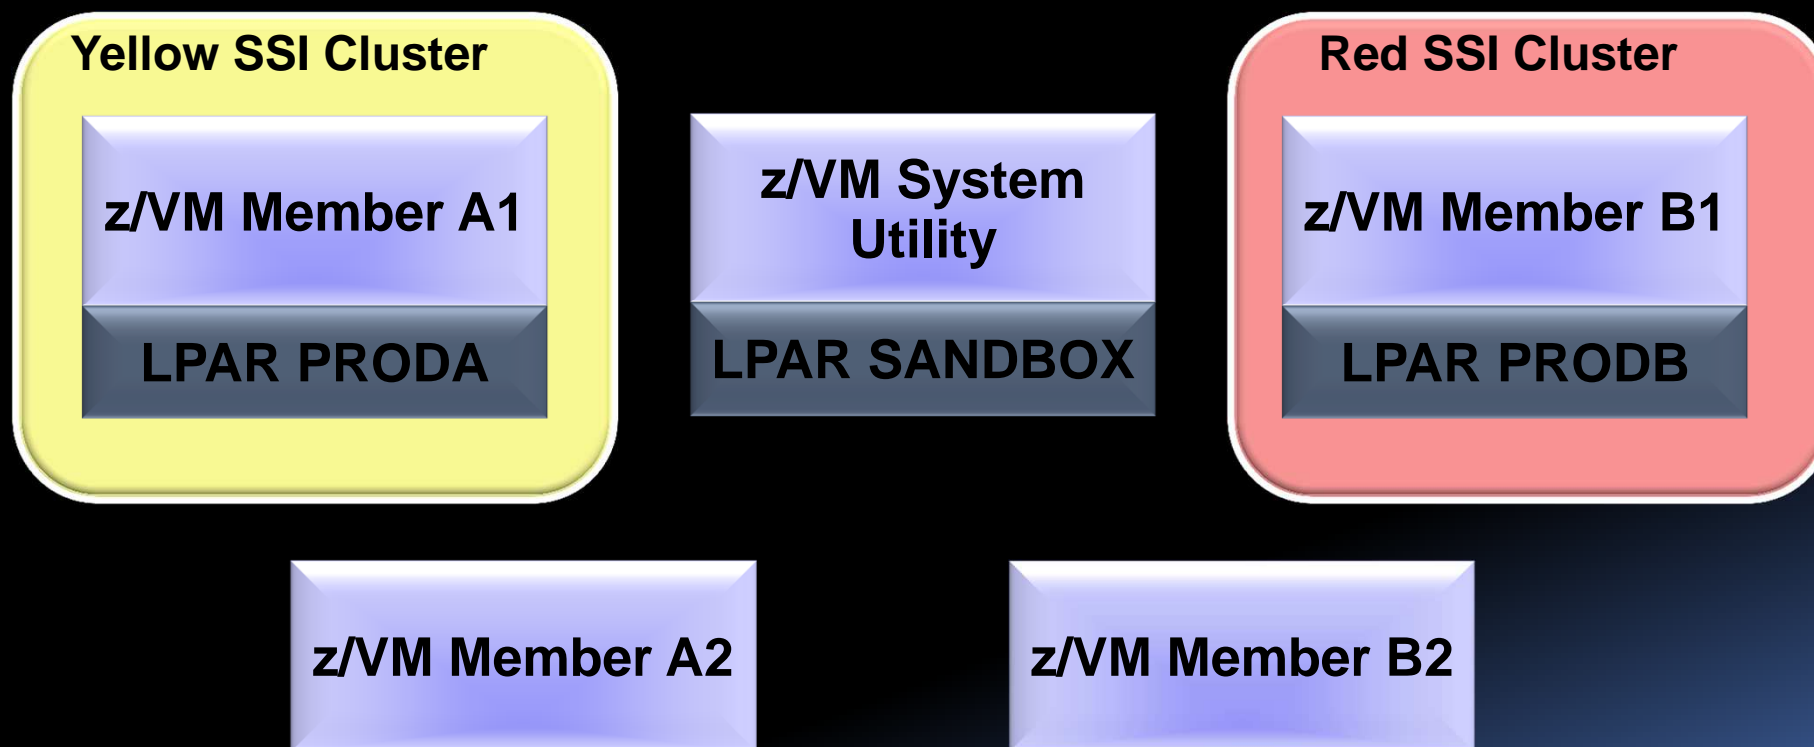 Yellow SSI Cluster
z/VM Member A1
LPAR PRODA
z/VM System
Utility
LPAR SANDBOX
Red SSI Cluster
z/VM Member B1
LPAR PRODB
z/VM Member A2
z/VM Member B2